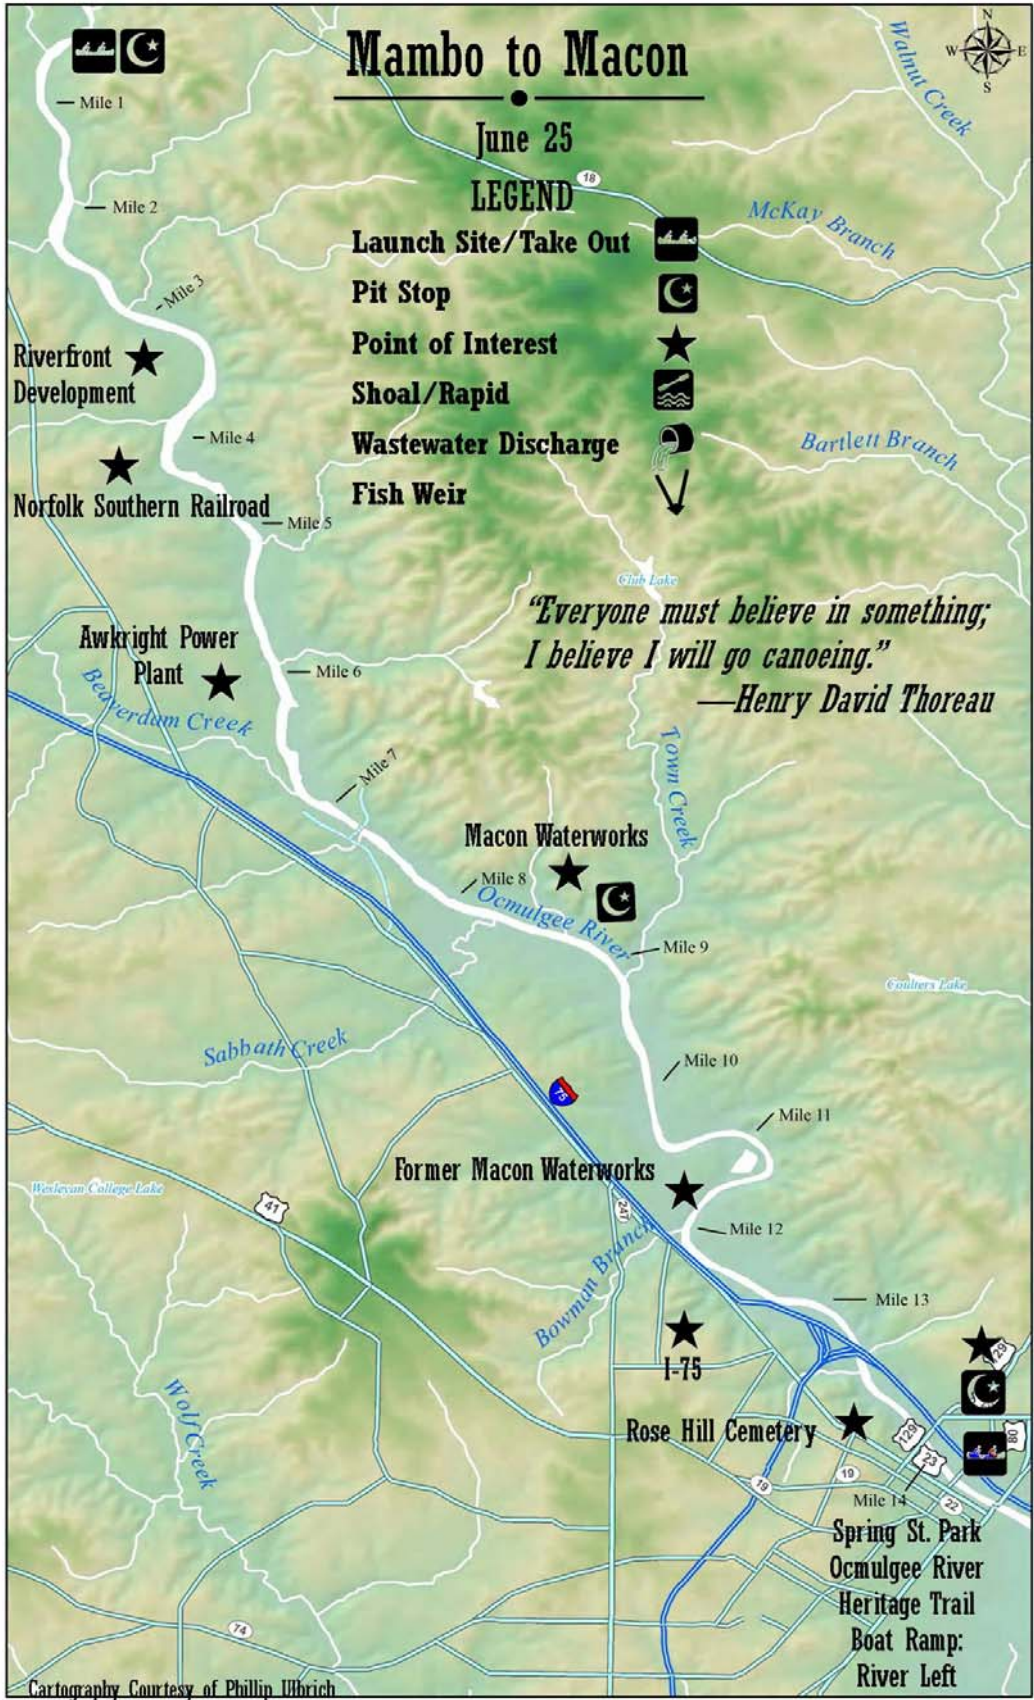 Mambo to Macon
N
W E
S
June 25
LEGEND
Launch Site/Take Out
Pit Stop
Point of Interest
Shoal/Rapid
Wastewater Discharge
Fish Weir
Mile 1
Mile 2
Mile 3
Riverfront
Development
Mile 4
Norfolk Southern Railroad
Mile 5
18
Walnut Creek
McKay Branch
Bartlett Branch
Club Lake
“Everyone must believe in something;
I believe I will go canoeing.”
—Henry David Thoreau
Awkright Power
Plant
Mile 6
Beaverdam Creek
Mile 7
Town Creek
Macon Waterworks
Mile 8
Ocmulgee River
Mile 9
Coulters Lake
Sabbath Creek
Mile 10
75
Mile 11
Former Macon Waterworks
Wesleyan College Lake
41
247
Mile 12
Bowman Branch
Mile 13
I-75
129
Rose Hill Cemetery
129
80
23
Wolf Creek
19
19
Mile 14
22
Spring St. Park
Ocmulgee River
Heritage Trail
Boat Ramp:
River Left
74
Cartography Courtesy of Phillip Ulbrich